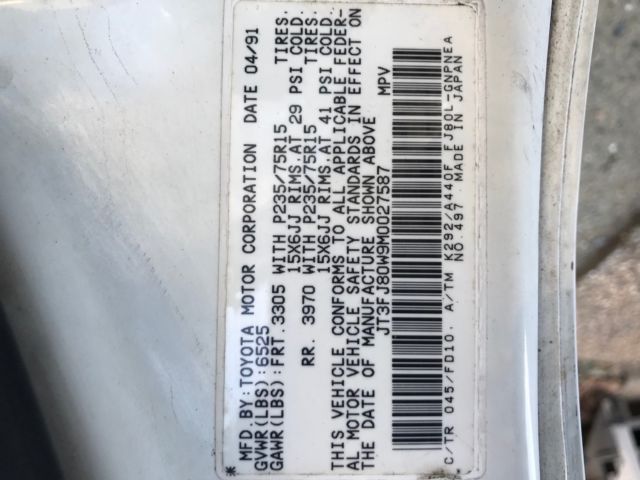 MFD.BY:TOYOTA MOTOR CORPORATION DATE 04/91
GVWR(LBS):6525
GAWR(LBS):FRT.3305 WITH P235/75R15 TIRES.
15X6JJ RIMS.AT 29 PSI COLD.
RR. 3970 WITH P235/75R15 TIRES.
15X6JJ RIMS.AT 41 PSI COLD.
THIS VEHICLE CONFORMS TO ALL APPLICABLE FEDER-
AL MOTOR VEHICLE SAFETY STANDARDS IN EFFECT ON
THE DATE OF MANUFACTURE SHOWN ABOVE
JT3FJ80W9M0027587 MPV
C/TR 045/FD10. A/TM K292/A440F FJ80L-GNPNEA
* NO.497 MADE IN JAPAN *